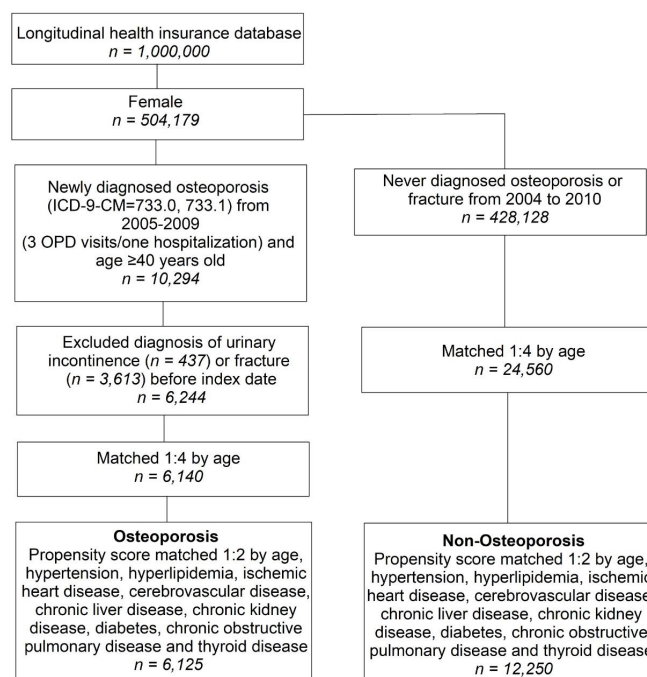 Longitudinal health insurance database
n = 1,000,000
Female
n = 504,179
Newly diagnosed osteoporosis
(ICD-9-CM=733.0, 733.1) from
2005-2009
(3 OPD visits/one hospitalization) and
age ≥40 years old
n = 10,294
Never diagnosed osteoporosis or
fracture from 2004 to 2010
n = 428,128
Excluded diagnosis of urinary
incontinence (n = 437) or fracture
(n = 3,613) before index date
n = 6,244
Matched 1:4 by age
n = 24,560
Matched 1:4 by age
n = 6,140
Osteoporosis
Propensity score matched 1:2 by age,
hypertension, hyperlipidemia, ischemic
heart disease, cerebrovascular disease,
chronic liver disease, chronic kidney
disease, diabetes, chronic obstructive
pulmonary disease and thyroid disease
n = 6,125
Non-Osteoporosis
Propensity score matched 1:2 by age,
hypertension, hyperlipidemia, ischemic
heart disease, cerebrovascular disease
chronic liver disease, chronic kidney
disease, diabetes, chronic obstructive
pulmonary disease and thyroid disease
n = 12,250